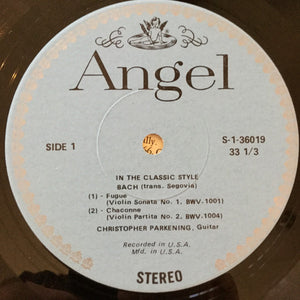 Angel
SIDE 1
S-1-36019
33 1/3
IN THE CLASSIC STYLE
BACH (trans. Segovia)
(1) - Fugue
(Violin Sonata No. 1, BWV. 1001)
(2) - Chaconne
(Violin Partita No. 2, BWV. 1004)
CHRISTOPHER PARKENING, Guitar
Recorded in U.S.A.
Mfd. in U.S.A.
STEREO